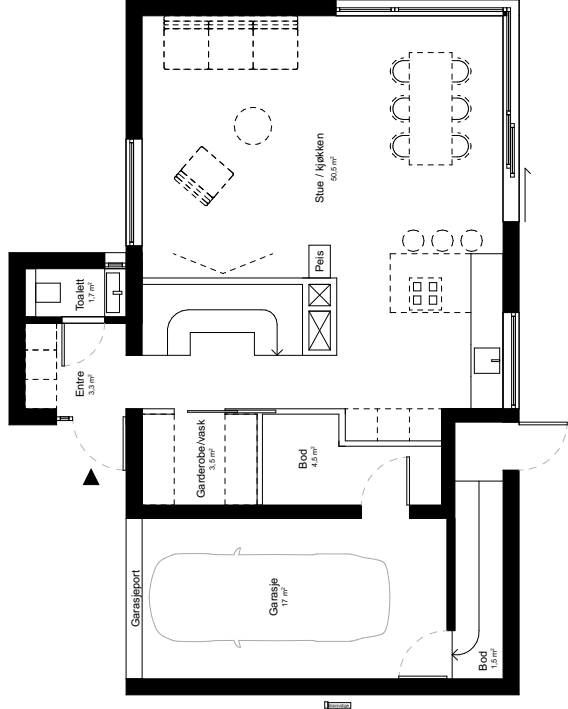 Stue / kjøkken
50,5 m²
Peis
Toalett
1,7 m²
Entre
3,3 m²
Garderobe/vask
3,5 m²
Bod
4,5 m²
Garasjeport
Garasje
17 m²
Bod
1,5 m²